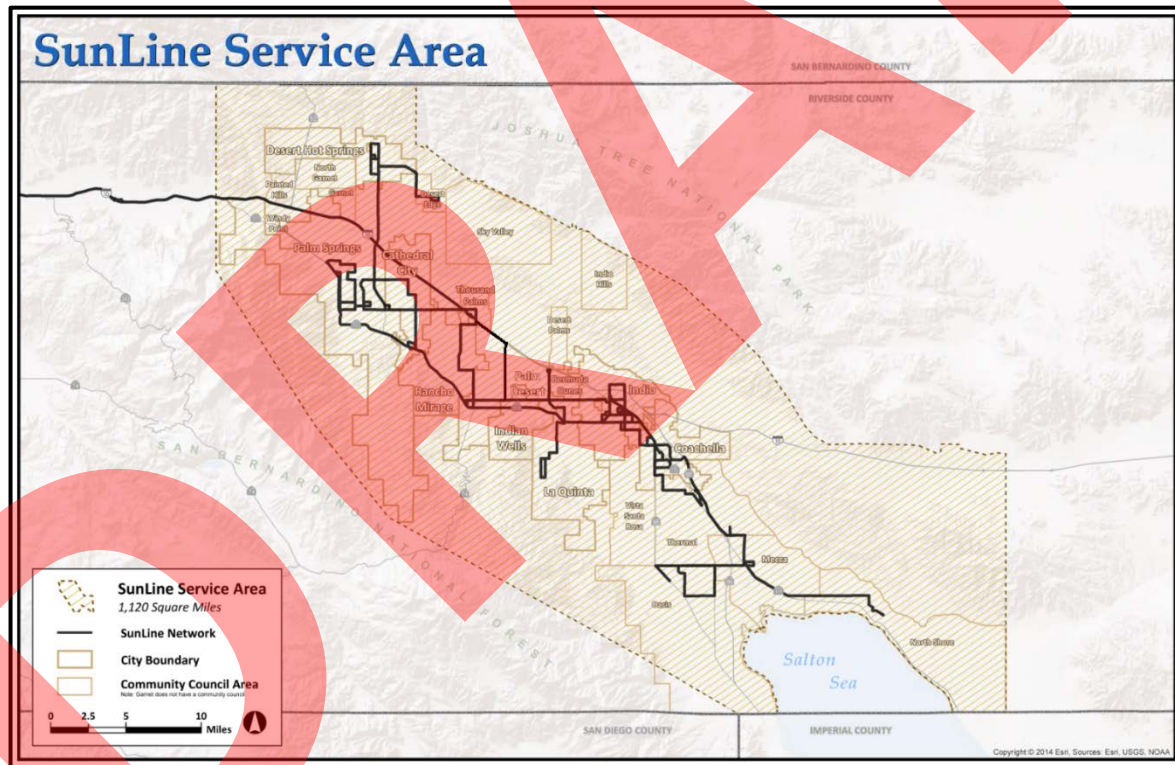 SunLine Service Area
SAN BERNARDINO COUNTY
RIVERSIDE COUNTY
JOSHUA TREE NATIONAL PARK
Desert Hot Springs
North
Garnet
Painted
Hills
Garnet
Desert
Edge
Windy
Point
Sky Valley
Palm Springs
Cathedral
City
Indio
Hills
Thousand
Palms
Desert
Palms
Rancho
Mirage
Palm
Desert
Bermuda
Dunes
Indio
Indian
Wells
Coachella
La Quinta
Vista
Santa
Rosa
Thermal
Mecca
Oasis
North Shore
SAN BERNARDINO NATIONAL FOREST
Salton
Sea
SunLine Service Area
1,120 Square Miles
SunLine Network
City Boundary
Community Council Area
Note: Garnet does not have a community council
0 2.5 5 10
Miles
SAN DIEGO COUNTY
IMPERIAL COUNTY
Copyright:© 2014 Esri, Sources: Esri, USGS, NOAA